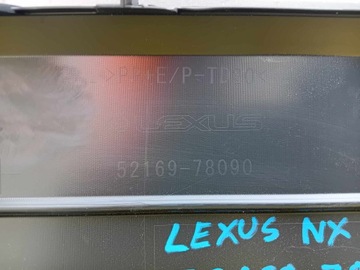 >PP+E/P-TD30<
LEXUS
52169-78090
LEXUS NX